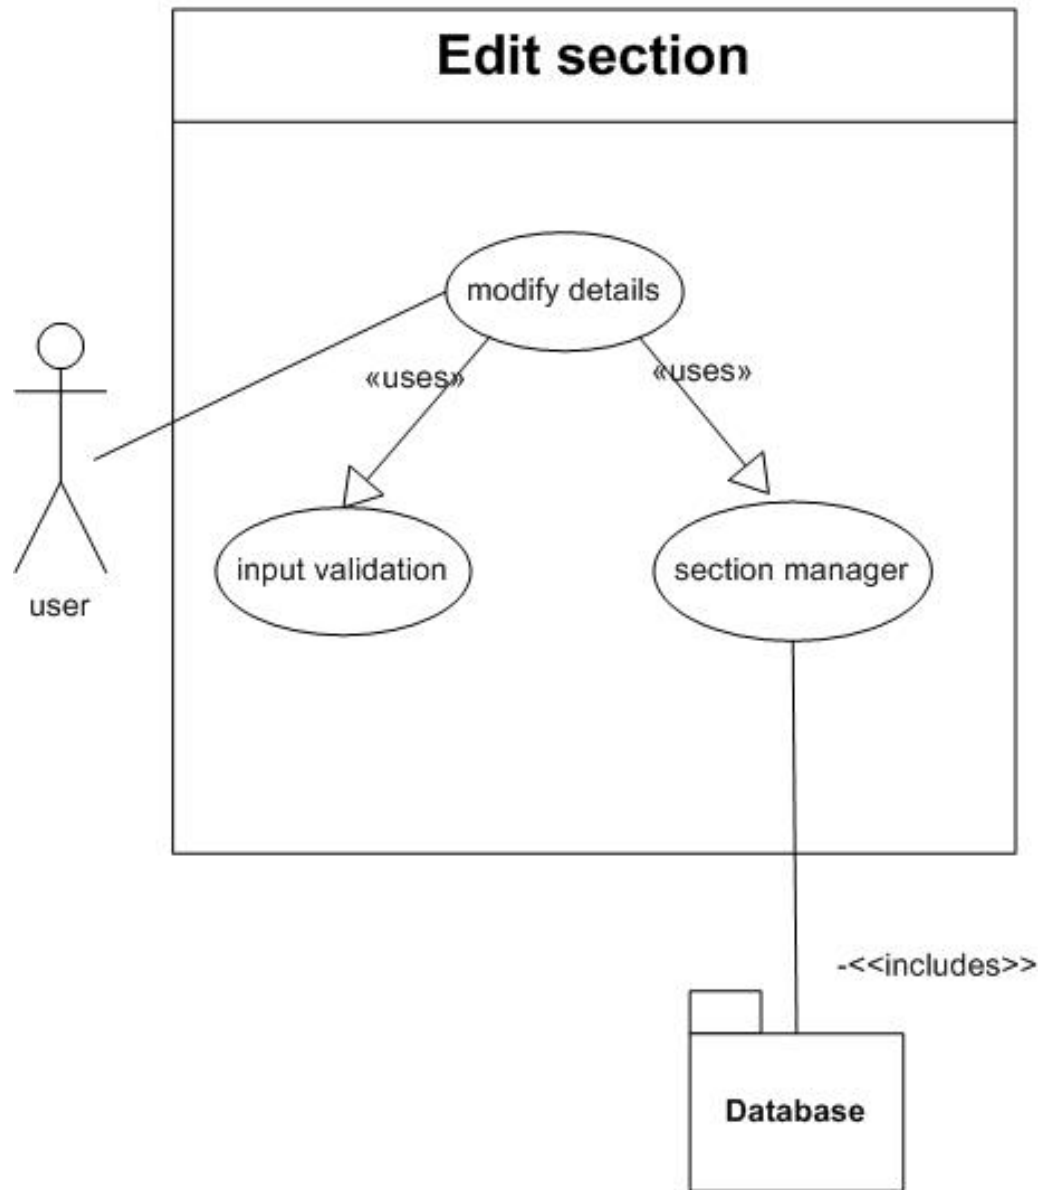 Edit section
modify details
«uses»
«uses»
input validation
section manager
user
-<<includes>>
Database